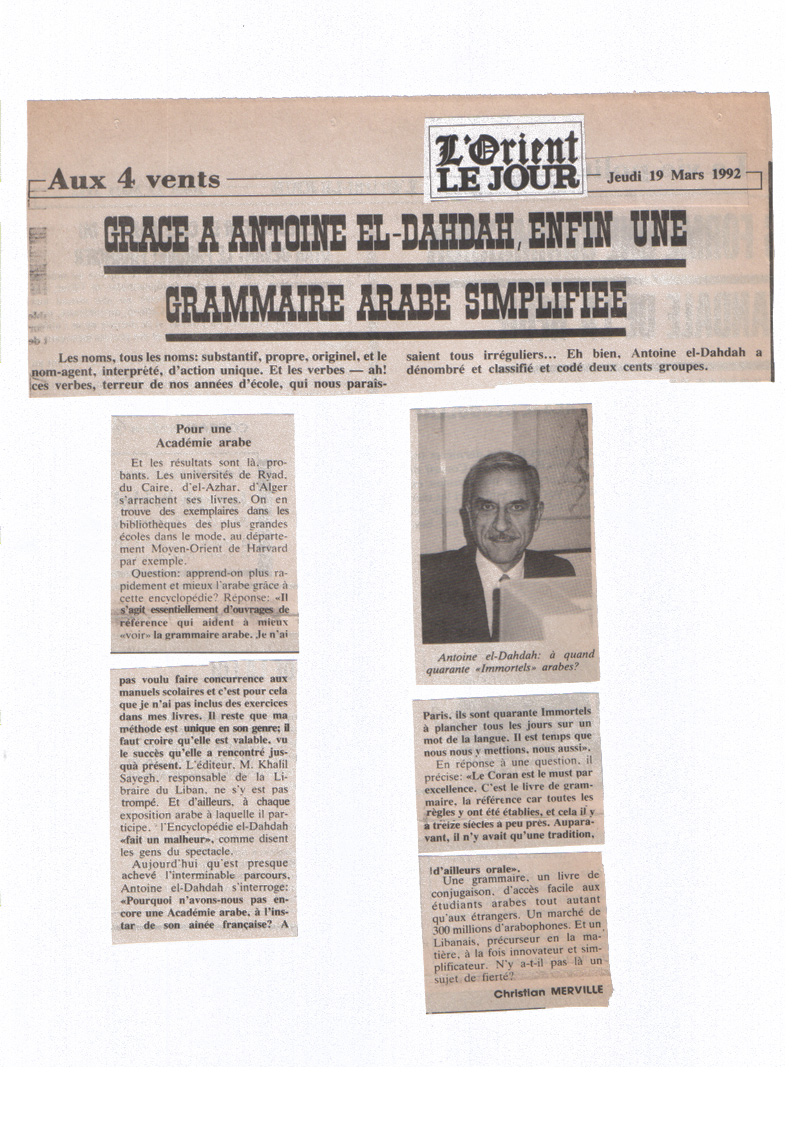 Aux 4 vents
L'Orient
LE JOUR
Jeudi 19 Mars 1992
GRACE A ANTOINE EL-DAHDAH, ENFIN UNE
GRAMMAIRE ARABE SIMPLIFIEE
Les noms, tous les noms: substantif, propre, originel, et le
nom-agent, interprèté, d'action unique. Et les verbes — ah!
ces verbes, terreur de nos années d'école, qui nous parais-
saient tous irréguliers... Eh bien, Antoine el-Dahdah a
dénombré et classifié et codé deux cents groupes.
Pour une
Académie arabe
Et les résultats sont là, pro-
bants. Les universités de Ryad,
du Caire, d'el-Azhar, d'Alger
s'arrachent ses livres. On en
trouve des exemplaires dans les
bibliothèques des plus grandes
écoles dans le mode, au départe-
ment Moyen-Orient de Harvard
par exemple.
Question: apprend-on plus ra-
pidement et mieux l'arabe grâce à
cette encyclopédie? Réponse: «Il
s'agit essentiellement d'ouvrages de
référence qui aident à mieux
«voir» la grammaire arabe. Je n'ai
pas voulu faire concurrence aux
manuels scolaires et c'est pour cela
que je n'ai pas inclus des exercices
dans mes livres. Il reste que ma
méthode est unique en son genre; il
faut croire qu'elle est valable, vu
le succès qu'elle a rencontré jus-
quà présent. L'éditeur, M. Khalil
Sayegh, responsable de la Li-
braire du Liban, ne s'y est pas
trompé. Et d'ailleurs, à chaque
exposition arabe à laquelle il par-
ticipe, l'Encyclopédie el-Dahdah
«fait un malheur», comme disent
les gens du spectacle.
Aujourd'hui qu'est presque
achevé l'interminable parcours,
Antoine el-Dahdah s'interroge:
«Pourquoi n'avons-nous pas en-
core une Académie arabe, à l'ins-
tar de son ainée française? A
Antoine el-Dahdah: à quand
quarante «Immortels» arabes?
Paris, ils sont quarante Immortels
à plancher tous les jours sur un
mot de la langue. Il est temps que
nous nous y mettions, nous aussi».
En réponse à une question, il
précise: «Le Coran est le must par
excellence. C'est le livre de gram-
maire, la référence car toutes les
règles y ont été établies, et cela il y
a treize siècles à peu près. Aupara-
vant, il n'y avait qu'une tradition,
d'ailleurs orale».
Une grammaire, un livre de
conjugaison, d'accès facile aux
étudiants arabes tout autant
qu'aux étrangers. Un marché de
300 millions d'arabophones. Et un
Libanais, précurseur en la ma-
tière, à la fois innovateur et sim-
plificateur. N'y a-t-il pas là un
sujet de fierté?
Christian MERVILLE